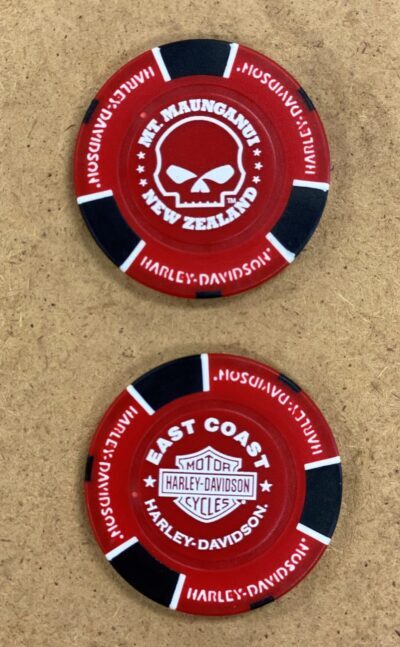 HARLEY-DAVIDSON
HARLEY-DAVIDSON®
HARLEY-DAVIDSON®
MT. MAUNGANUI
™
NEW ZEALAND
HARLEY-DAVIDSON®
HARLEY-DAVIDSON®
HARLEY-DAVIDSON®
EAST COAST
MOTOR
HARLEY-DAVIDSON
CYCLES
HARLEY-DAVIDSON.